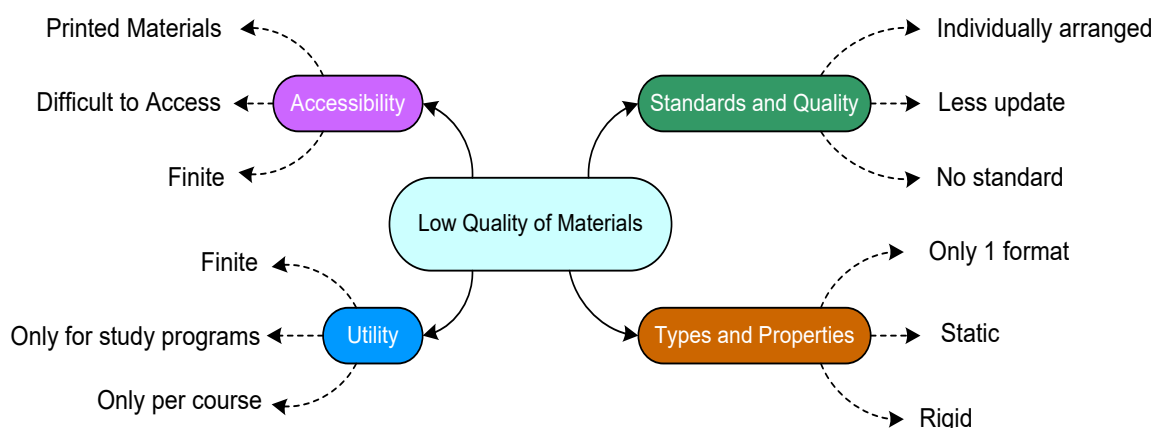 Printed Materials
Difficult to Access
Finite
Accessibility
Standards and Quality
Individually arranged
Less update
No standard
Low Quality of Materials
Finite
Only for study programs
Only per course
Utility
Types and Properties
Only 1 format
Static
Rigid